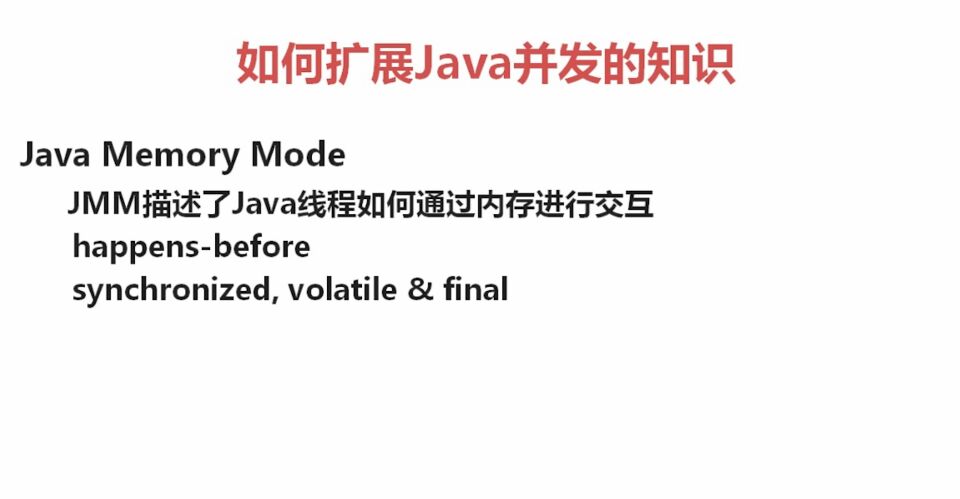 如何扩展Java并发的知识
Java Memory Mode
JMM描述了Java线程如何通过内存进行交互
happens-before
synchronized, volatile & final